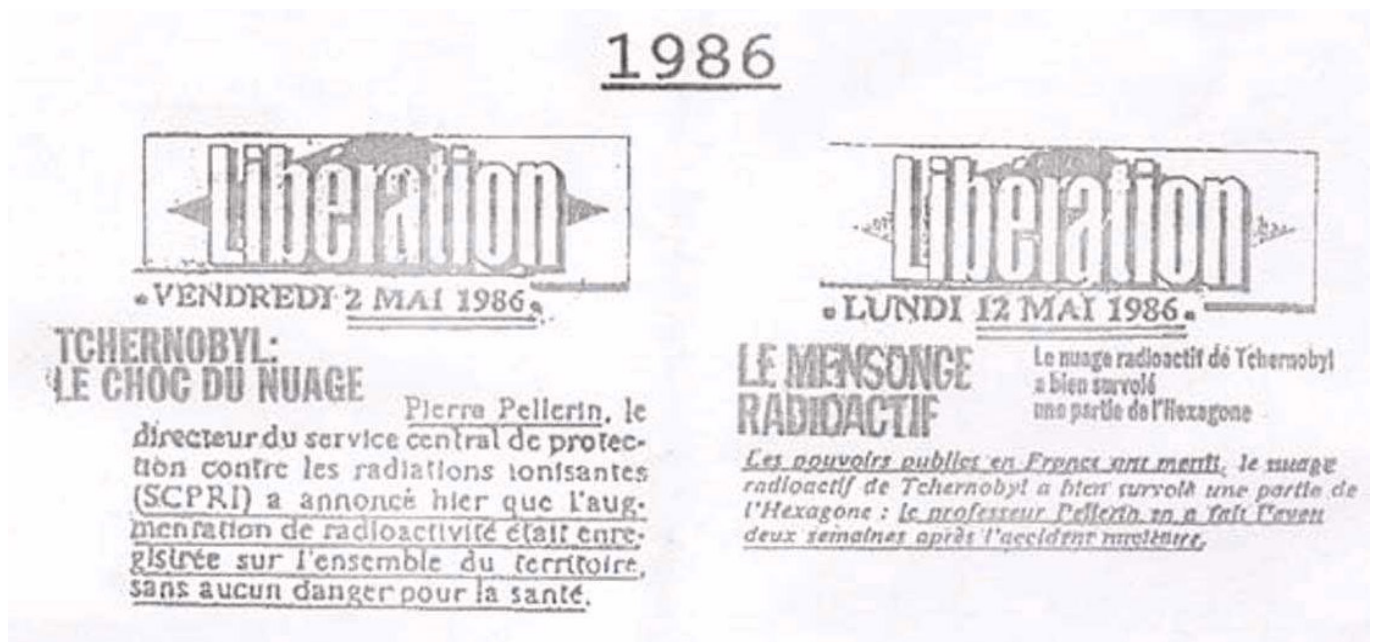 1986
Libération
VENDREDI 2 MAI 1986
TCHERNOBYL:
LE CHOC DU NUAGE
Pierre Pellerin, le
directeur du service central de protec-
tion contre les radiations ionisantes
(SCPRI) a annoncé hier que l'aug-
mentation de radioactivité était enre-
gistrée sur l'ensemble du territoire,
sans aucun danger pour la santé.
Libération
LUNDI 12 MAI 1986
LE MENSONGE
RADIOACTIF
Le nuage radioactif de Tchernobyl
a bien survolé
une partie de l'Hexagone
Les pouvoirs publics en France ont menti, le nuage
radioactif de Tchernobyl a bien survolé une partie de
l'Hexagone : le professeur Pellerin en a fait l'aveu
deux semaines après l'accident nucléaire.